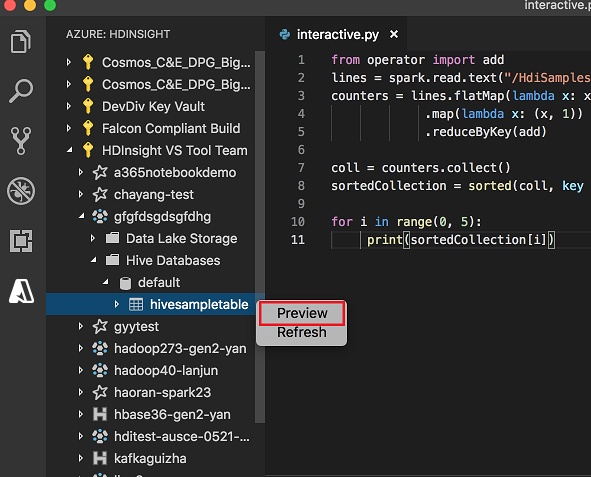 interactive.py
AZURE: HDINSIGHT
Cosmos_C&E_DPG_Big...
Cosmos_C&E_DPG_Big...
DevDiv Key Vault
Falcon Compliant Build
HDInsight VS Tool Team
a365notebookdemo
chayang-test
gfgfdsgdsgfdhg
Data Lake Storage
Hive Databases
default
hivesampletable
gyytest
hadoop273-gen2-yan
hadoop40-lanjun
haoran-spark23
hbase36-gen2-yan
hditest-ausce-0521-...
kafkaguizha
Preview
Refresh
interactive.py ×
1 from operator import add
2 lines = spark.read.text("/HdiSamples
3 counters = lines.flatMap(lambda x: x
4 .map(lambda x: (x, 1))
5 .reduceByKey(add)
6
7 coll = counters.collect()
8 sortedCollection = sorted(coll, key
9
10 for i in range(0, 5):
11 print(sortedCollection[i])